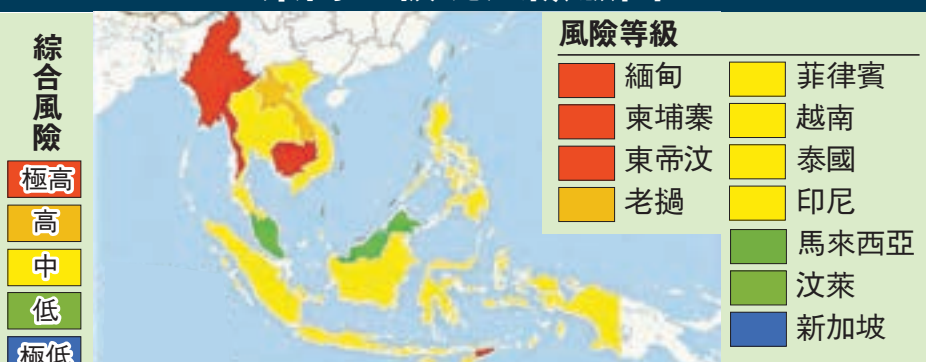 綜合風險
極高
高
中
低
極低
風險等級
緬甸
柬埔寨
東帝汶
老撾
菲律賓
越南
泰國
印尼
馬來西亞
汶萊
新加坡